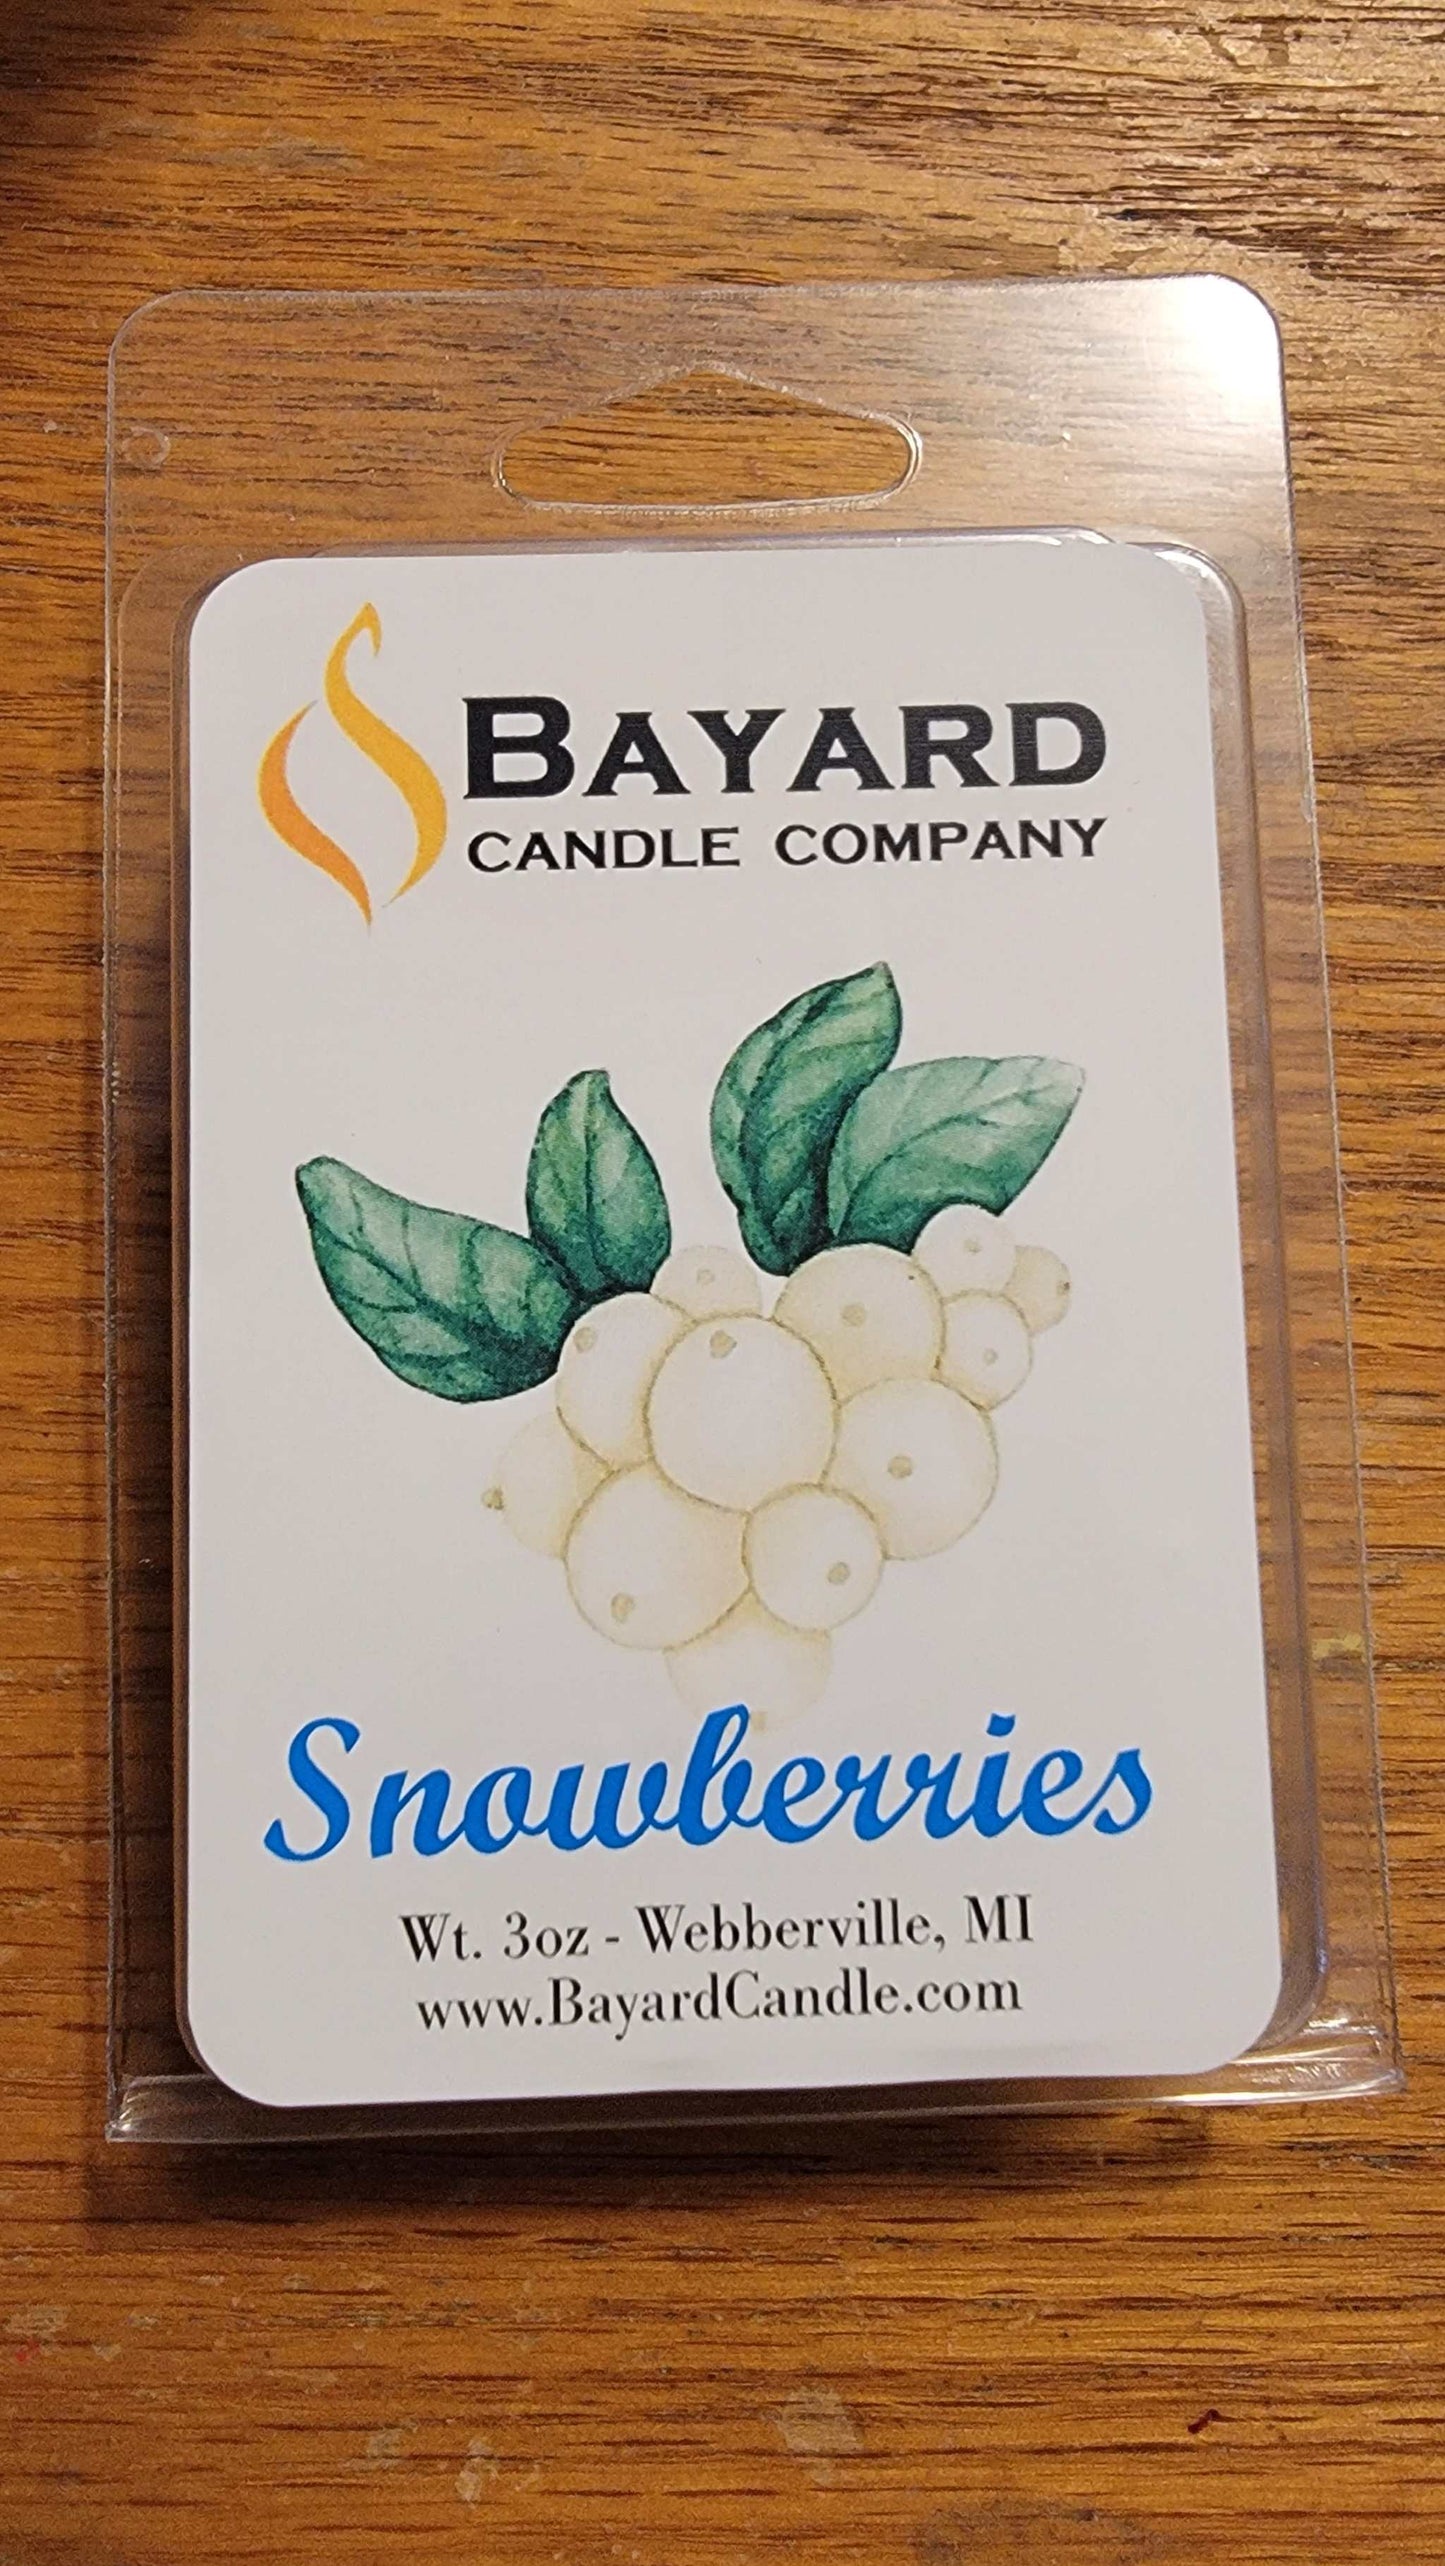 BAYARD
CANDLE COMPANY
Snowberries
Wt. 3oz - Webberville, MI
www.BayardCandle.com